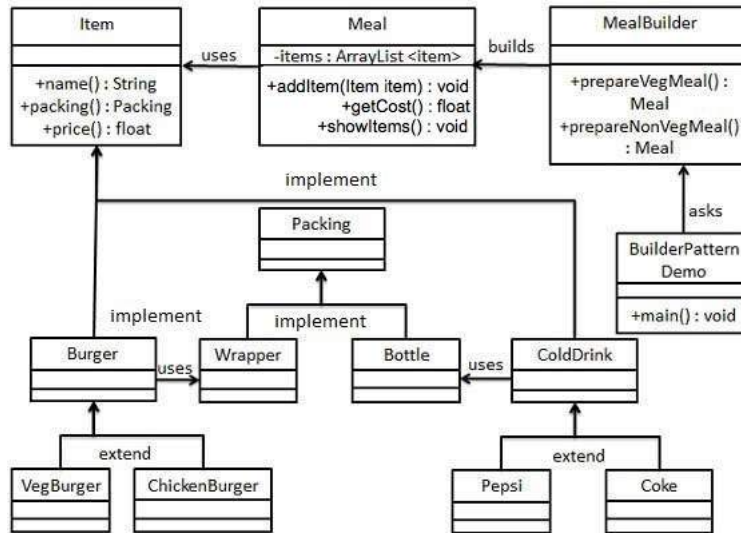 Item
+name() : String
+packing() : Packing
+price() : float
uses
Meal
-items : ArrayList <item>
+addItem(Item item) : void
+getCost() : float
+showItems() : void
builds
MealBuilder
+prepareVegMeal() :
Meal
+prepareNonVegMeal()
: Meal
implement
asks
Packing
BuilderPattern
Demo
+main() : void
implement
implement
Burger
uses
Wrapper
Bottle
uses
ColdDrink
extend
extend
VegBurger
ChickenBurger
Pepsi
Coke